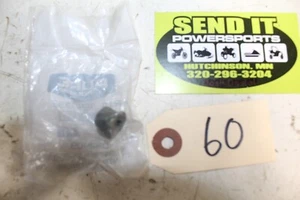 SEND IT
POWERSPORTS
HUTCHINSON, MN
320-296-3204
60